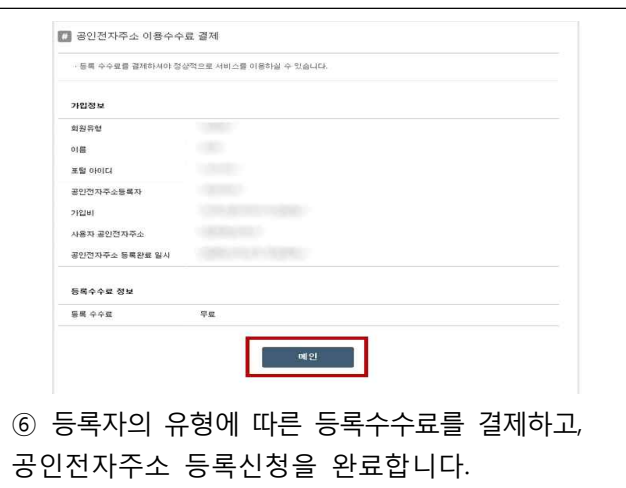 # 공인전자주소 이용수수료 결제
· 등록 수수료를 결제하셔야 정상적으로 서비스를 이용하실 수 있습니다.
가입정보
회원유형
이름
포털 아이디
공인전자주소등록자
가입비
사용자 공인전자주소
공인전자주소 등록완료 일시
등록수수료 정보
등록 수수료 무료
메인
⑥ 등록자의 유형에 따른 등록수수료를 결제하고,
공인전자주소 등록신청을 완료합니다.